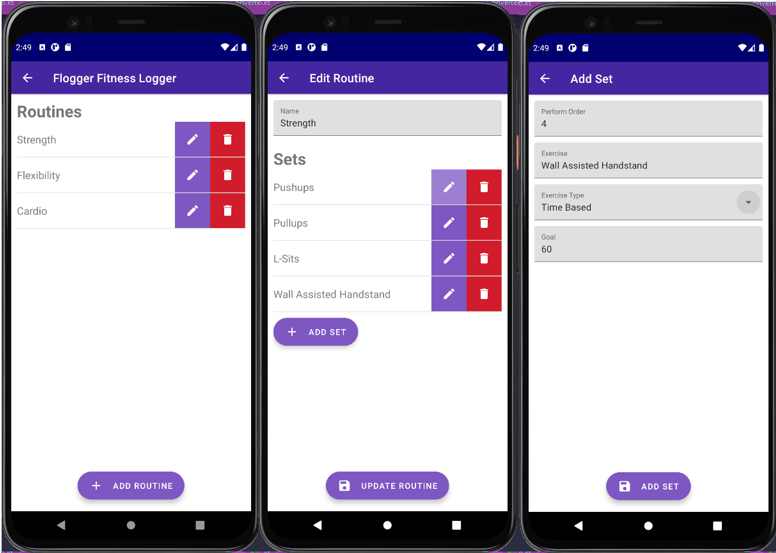 2:49
Flogger Fitness Logger
Routines
Strength
Flexibility
Cardio
ADD ROUTINE
2:49
Edit Routine
Name
Strength
Sets
Pushups
Pullups
L-Sits
Wall Assisted Handstand
ADD SET
UPDATE ROUTINE
2:49
Add Set
Perform Order
4
Exercise
Wall Assisted Handstand
Exercise Type
Time Based
Goal
60
ADD SET